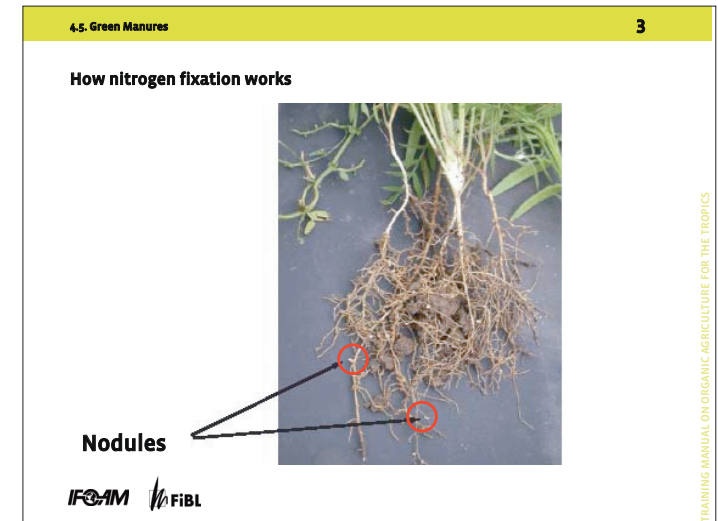 4.5. Green Manures
3
How nitrogen fixation works
Nodules
IFOAM
FiBL
TRAINING MANUAL ON ORGANIC AGRICULTURE FOR THE TROPICS